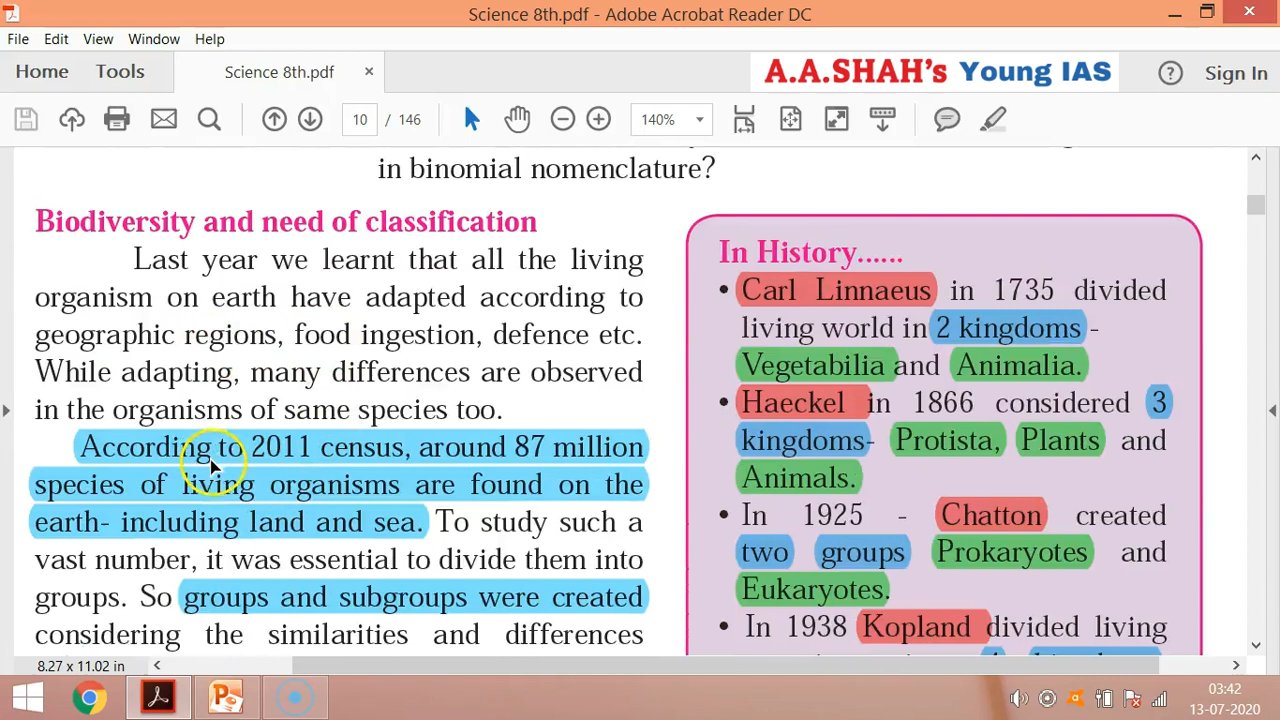 Science 8th.pdf - Adobe Acrobat Reader DC
File Edit View Window Help
Home Tools Science 8th.pdf ×
A.A.SHAH's Young IAS
Sign In
10 / 146
140%
in binomial nomenclature?
Biodiversity and need of classification
Last year we learnt that all the living
organism on earth have adapted according to
geographic regions, food ingestion, defence etc.
While adapting, many differences are observed
in the organisms of same species too.
According to 2011 census, around 87 million
species of living organisms are found on the
earth- including land and sea. To study such a
vast number, it was essential to divide them into
groups. So groups and subgroups were created
considering the similarities and differences
In History......
• Carl Linnaeus in 1735 divided
living world in 2 kingdoms -
Vegetabilia and Animalia.
• Haeckel in 1866 considered 3
kingdoms- Protista, Plants and
Animals.
• In 1925 - Chatton created
two groups Prokaryotes and
Eukaryotes.
• In 1938 Kopland divided living
8.27 x 11.02 in
03:42
13-07-2020